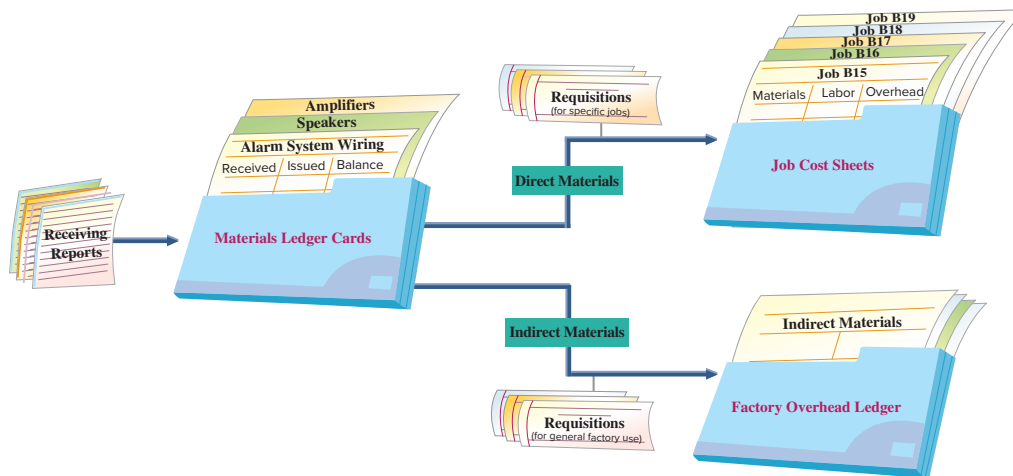 Receiving
Reports
Amplifiers
Speakers
Alarm System Wiring
Received Issued Balance
Materials Ledger Cards
Requisitions
(for specific jobs)
Direct Materials
Job B19
Job B18
Job B17
Job B16
Job B15
Materials Labor Overhead
Job Cost Sheets
Indirect Materials
Requisitions
(for general factory use)
Indirect Materials
Factory Overhead Ledger